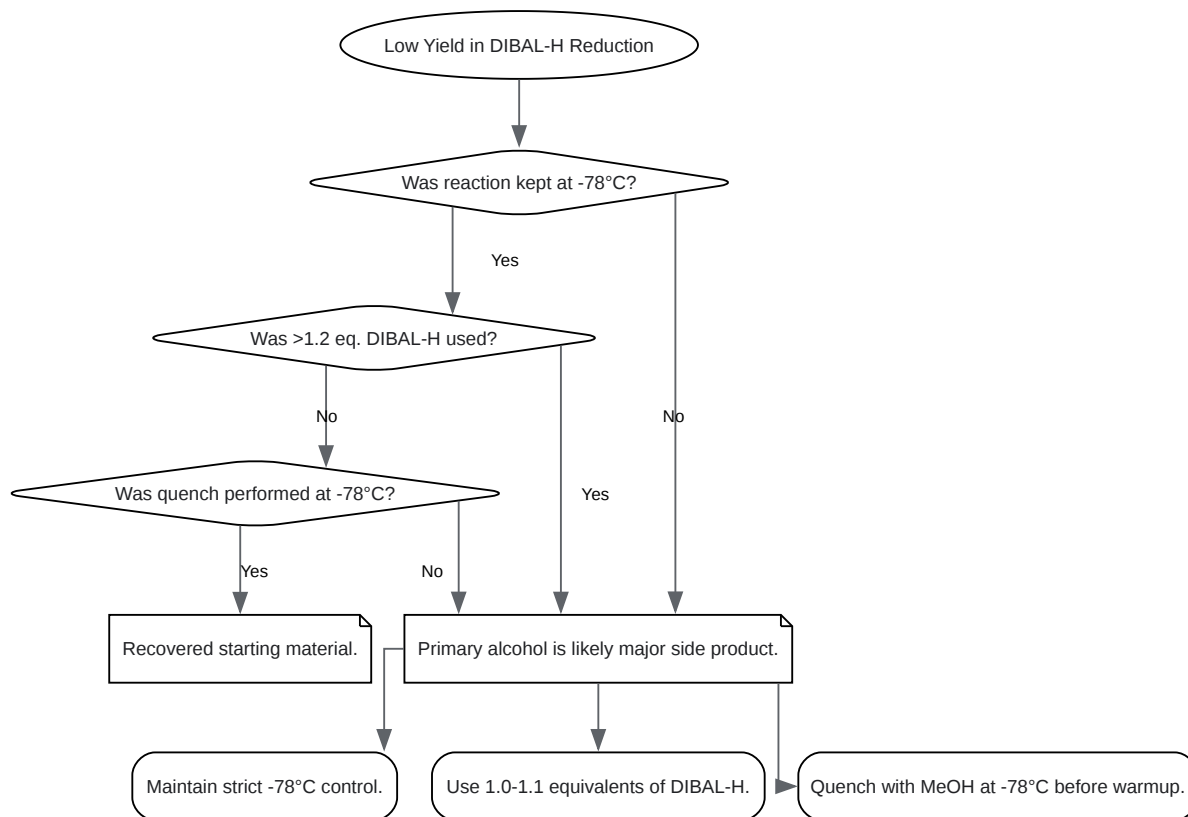 Low Yield in DIBAL-H Reduction
Was reaction kept at -78°C?
Yes
Was >1.2 eq. DIBAL-H used?
No
No
Was quench performed at -78°C?
Yes
Yes
No
Recovered starting material.
Primary alcohol is likely major side product.
Maintain strict -78°C control.
Use 1.0-1.1 equivalents of DIBAL-H.
Quench with MeOH at -78°C before warmup.